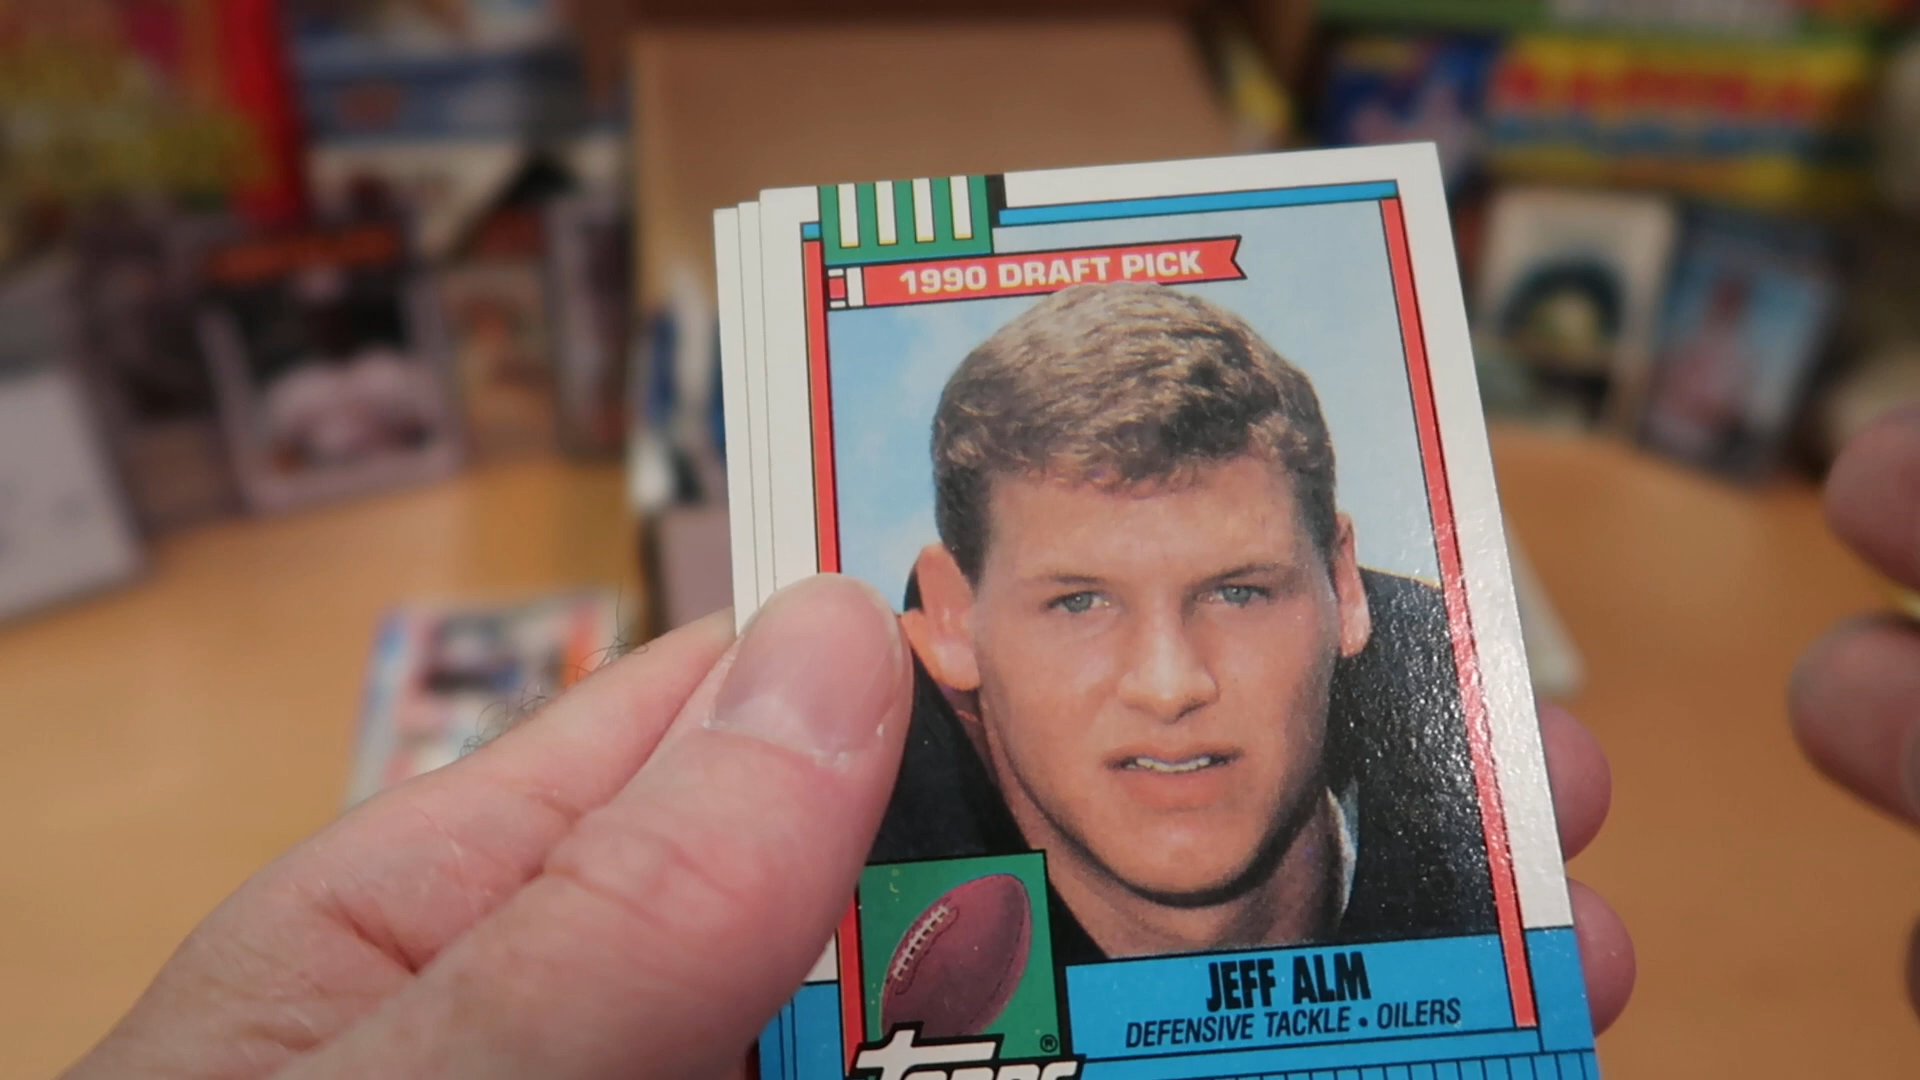 1990 DRAFT PICK
JEFF ALM
DEFENSIVE TACKLE • OILERS
Topps ®